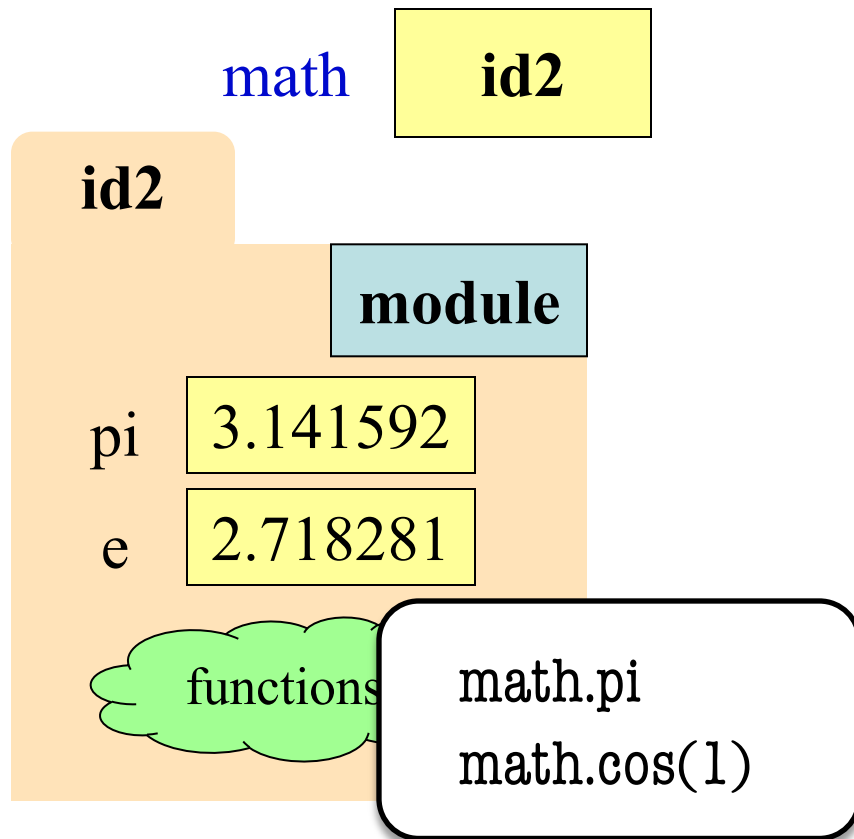 math id2
id2
module
pi 3.141592
e 2.718281
functions
math.pi
math.cos(1)